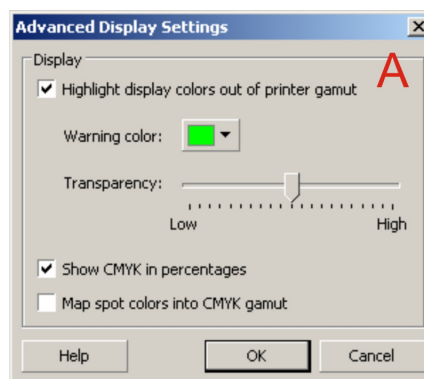 Advanced Display Settings
A
Display
Highlight display colors out of printer gamut
Warning color:
Transparency:
Low High
Show CMYK in percentages
Map spot colors into CMYK gamut
Help OK Cancel